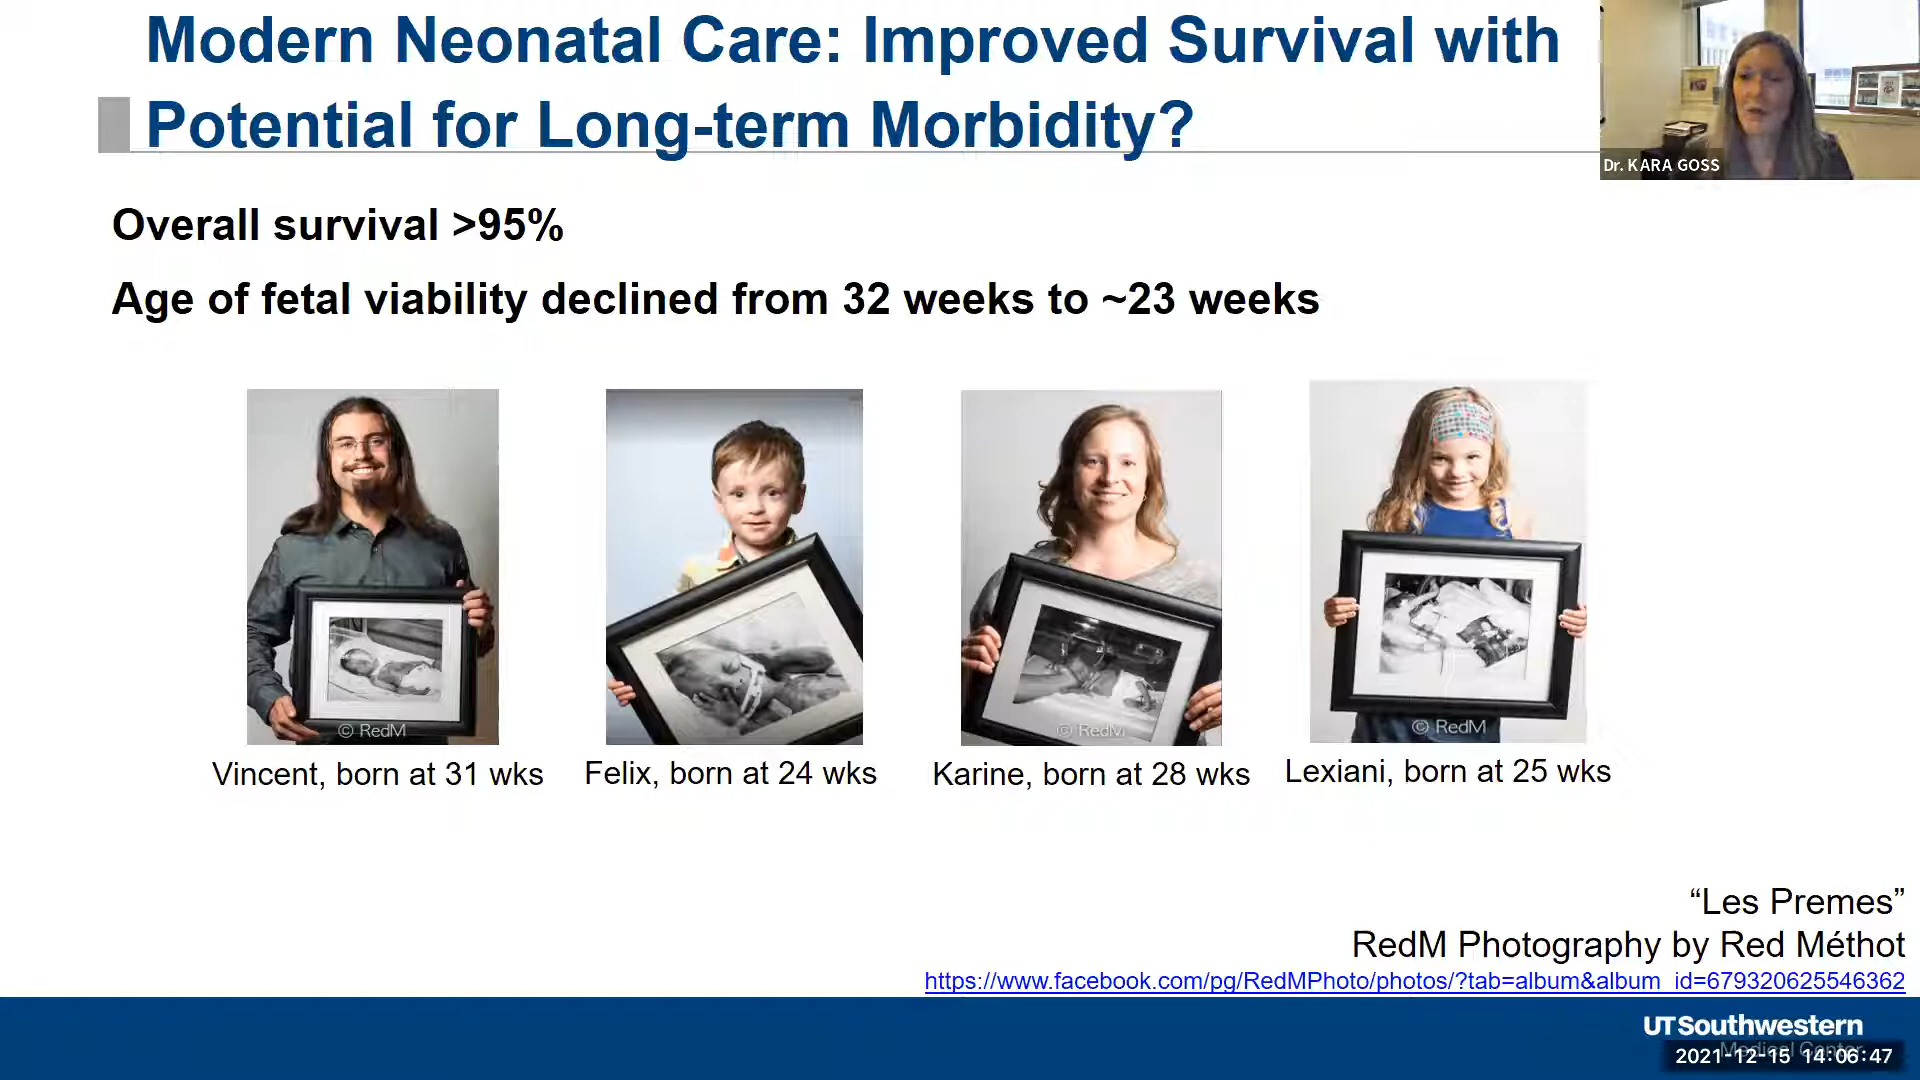 Modern Neonatal Care: Improved Survival with
Potential for Long-term Morbidity?
Dr. KARA GOSS
Overall survival >95%
Age of fetal viability declined from 32 weeks to ~23 weeks
© RedM
© RedM
© RedM
Vincent, born at 31 wks
Felix, born at 24 wks
Karine, born at 28 wks
Lexiani, born at 25 wks
“Les Premes”
RedM Photography by Red Méthot
https://www.facebook.com/pg/RedMPhoto/photos/?tab=album&album_id=679320625546362
UTSouthwestern
Medical Center
2021-12-15 14:06:47